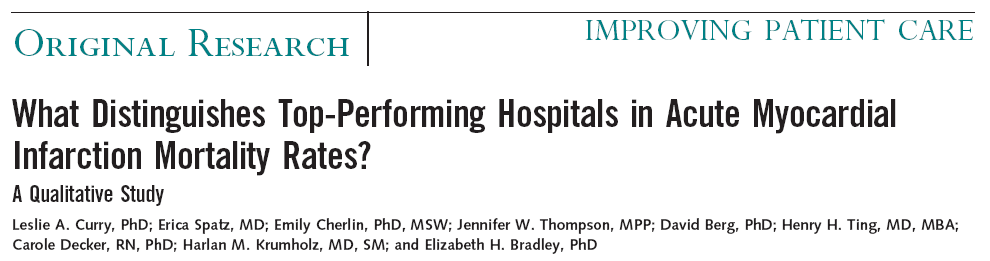 ORIGINAL RESEARCH
IMPROVING PATIENT CARE
What Distinguishes Top-Performing Hospitals in Acute Myocardial
Infarction Mortality Rates?
A Qualitative Study
Leslie A. Curry, PhD; Erica Spatz, MD; Emily Cherlin, PhD, MSW; Jennifer W. Thompson, MPP; David Berg, PhD; Henry H. Ting, MD, MBA;
Carole Decker, RN, PhD; Harlan M. Krumholz, MD, SM; and Elizabeth H. Bradley, PhD